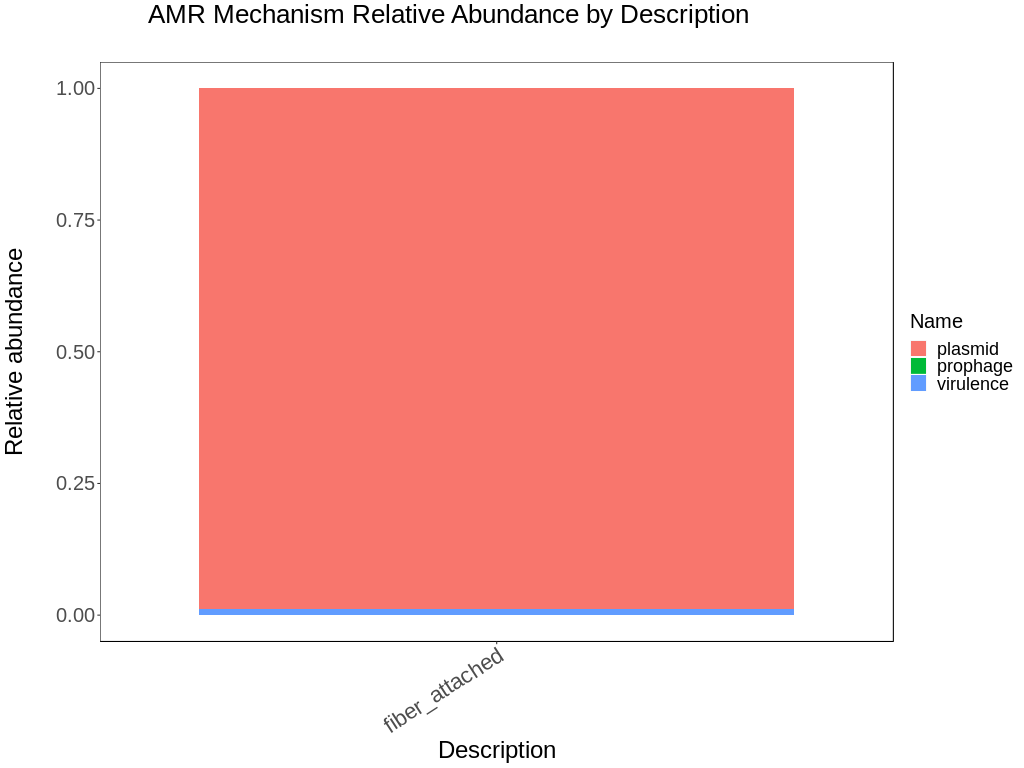 AMR Mechanism Relative Abundance by Description
Relative abundance
1.00
0.75
0.50
0.25
0.00
fiber_attached
Description
Name
plasmid
prophage
virulence